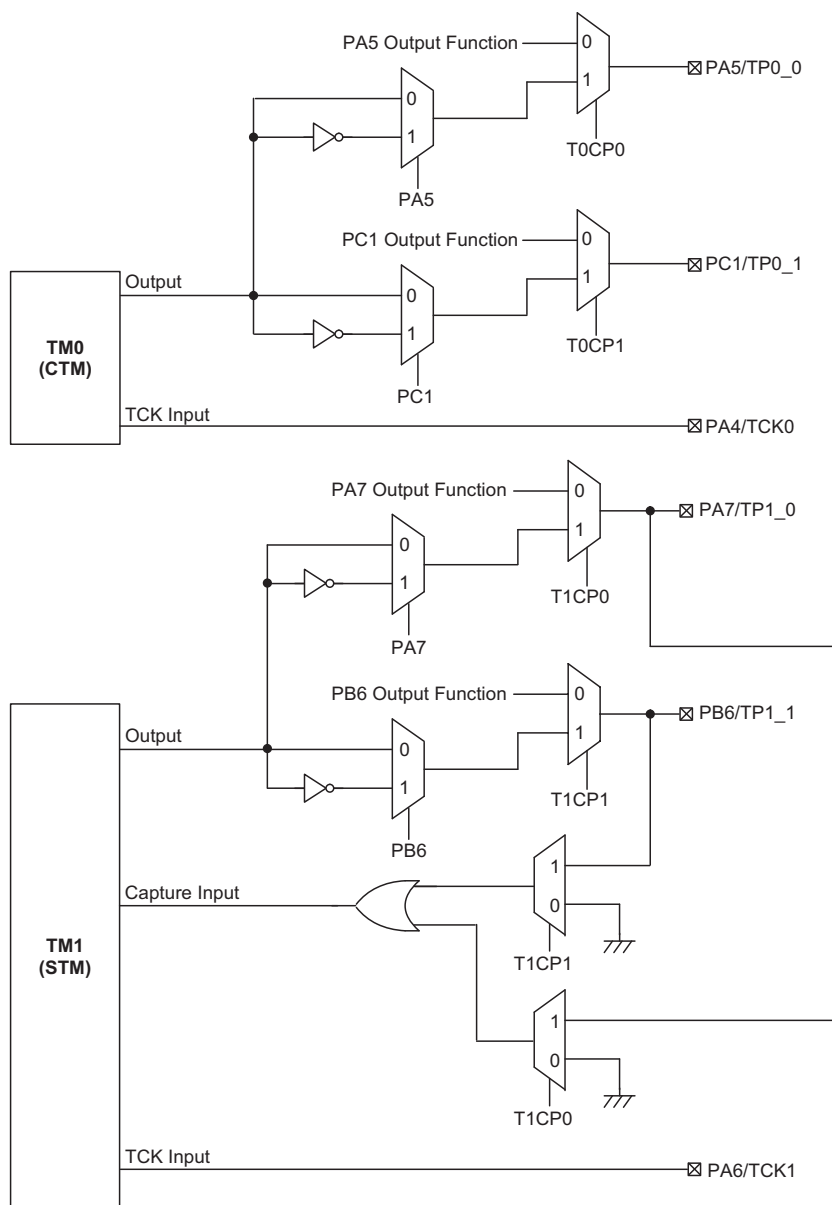 PA5 Output Function
0
PA5/TP0_0
1
0
1
T0CP0
PA5
PC1 Output Function
0
1
PC1/TP0_1
Output
0
1
T0CP1
TM0
(CTM)
PC1
TCK Input
PA4/TCK0
PA7 Output Function
0
PA7/TP1_0
1
0
1
T1CP0
PA7
PB6 Output Function
0
PB6/TP1_1
1
Output
0
1
T1CP1
PB6
1
Capture Input
0
T1CP1
TM1
(STM)
1
0
T1CP0
TCK Input
PA6/TCK1